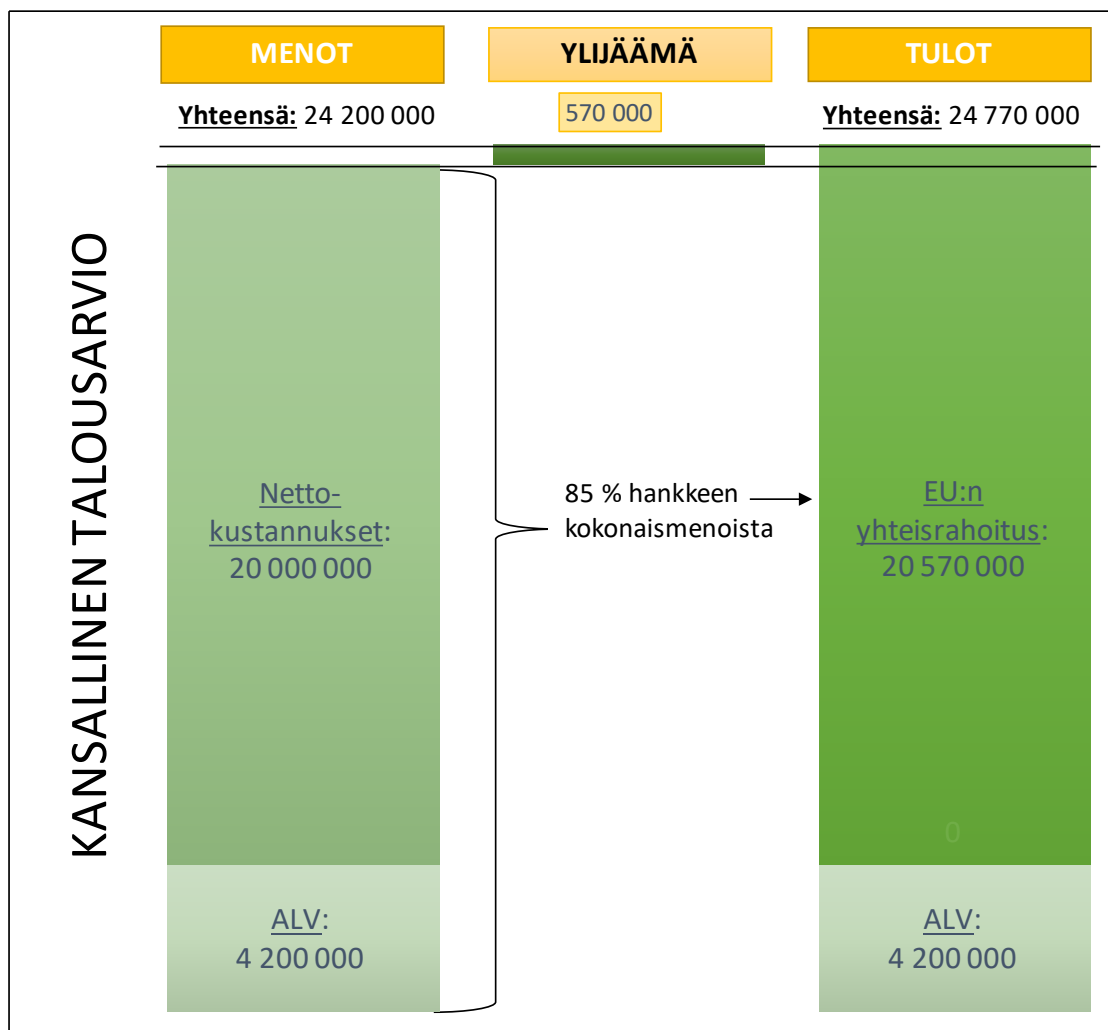 MENOT
YLIJÄÄMÄ
TULOT
Yhteensä: 24 200 000
570 000
Yhteensä: 24 770 000
KANSALLINEN TALOUSARVIO
Netto-
kustannukset:
20 000 000
85 % hankkeen
kokonaismenoista
EU:n
yhteisrahoitus:
20 570 000
0
ALV:
4 200 000
ALV:
4 200 000